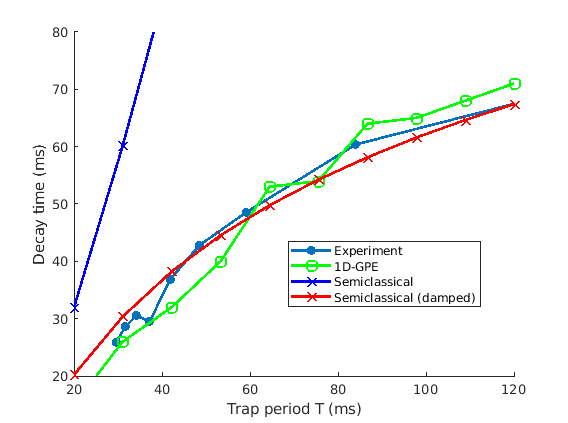 80
70
60
50
40
30
20
Decay time (ms)
20
40
60
80
100
120
Trap period T (ms)
Experiment
1D-GPE
Semiclassical
Semiclassical (damped)